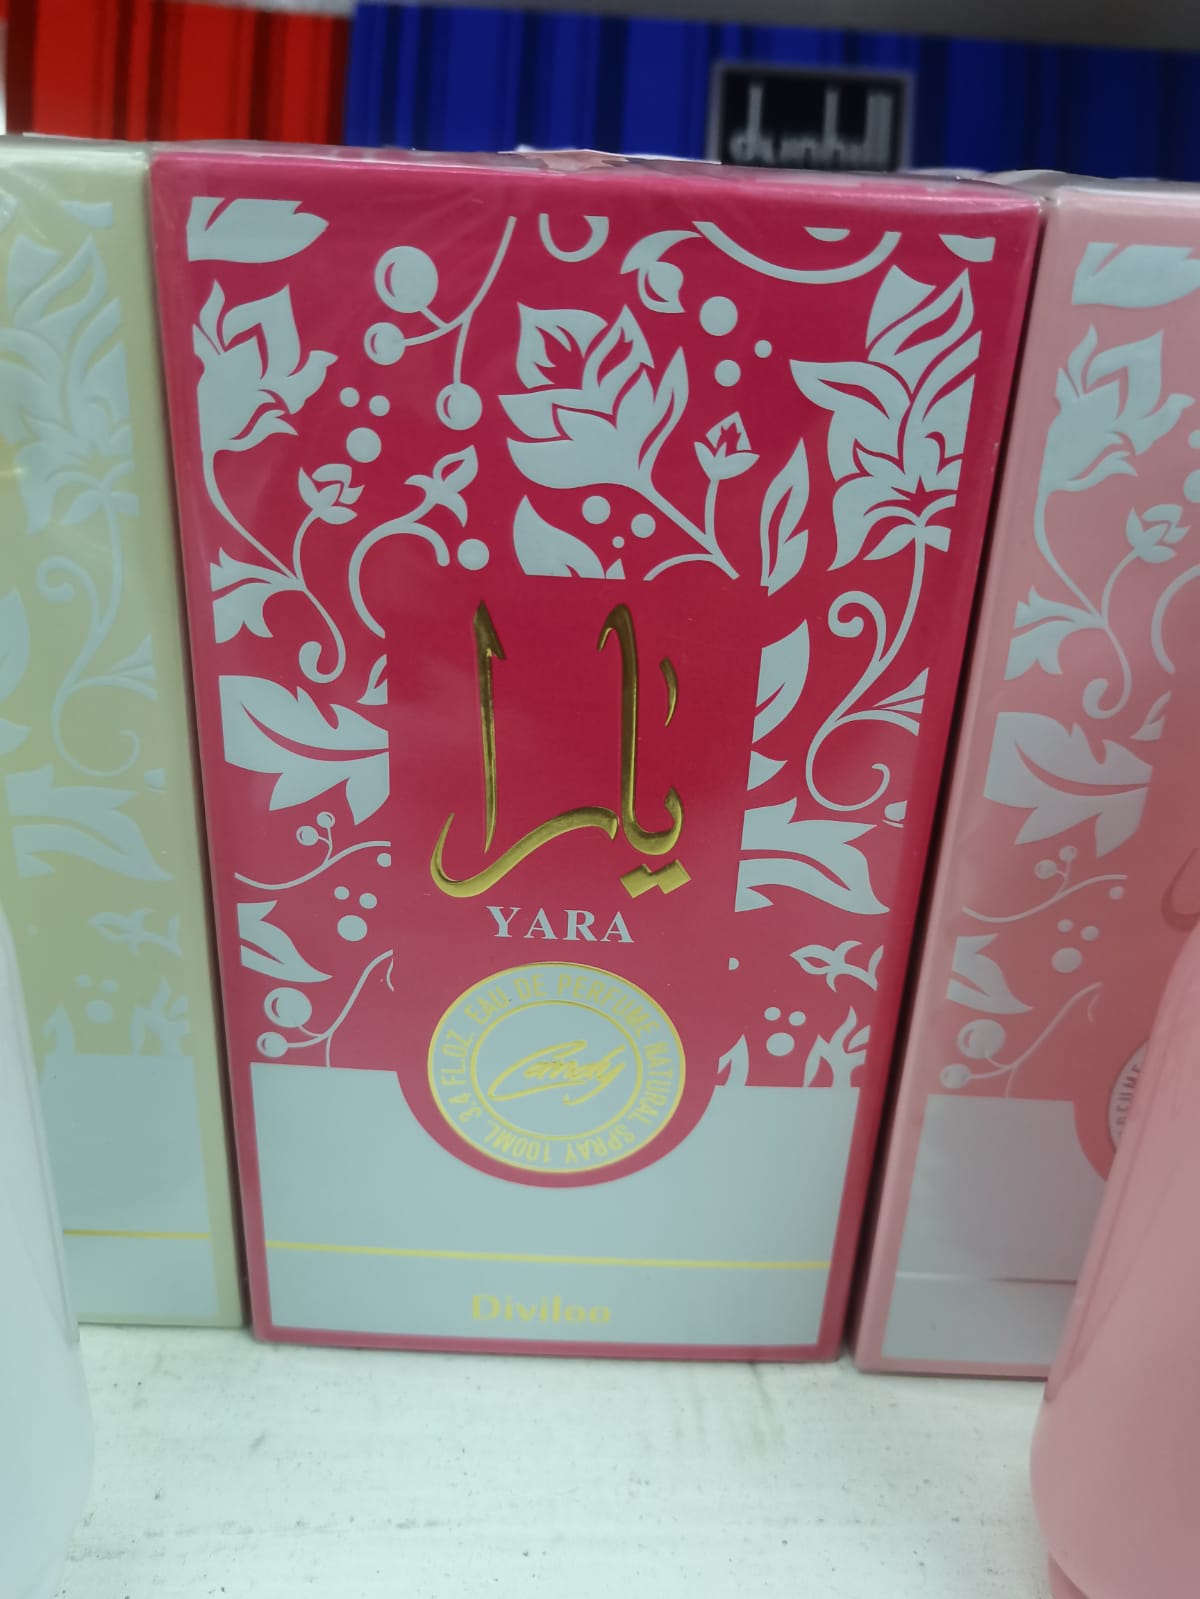 dunhill
يارا
YARA
EAU DE PERFUME NATURAL SPRAY 100ML 3.4 FL.OZ.
Candy
Diviloo